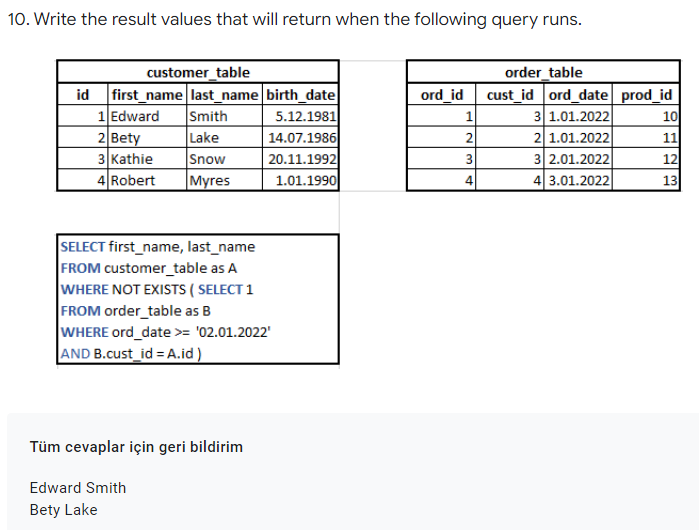 10. Write the result values that will return when the following query runs.
customer_table
id first_name last_name birth_date
1 Edward Smith 5.12.1981
2 Bety Lake 14.07.1986
3 Kathie Snow 20.11.1992
4 Robert Myres 1.01.1990
order_table
ord_id cust_id ord_date prod_id
1 3 1.01.2022 10
2 2 1.01.2022 11
3 3 2.01.2022 12
4 4 3.01.2022 13
SELECT first_name, last_name
FROM customer_table as A
WHERE NOT EXISTS ( SELECT 1
FROM order_table as B
WHERE ord_date >= '02.01.2022'
AND B.cust_id = A.id )
Tüm cevaplar için geri bildirim
Edward Smith
Bety Lake